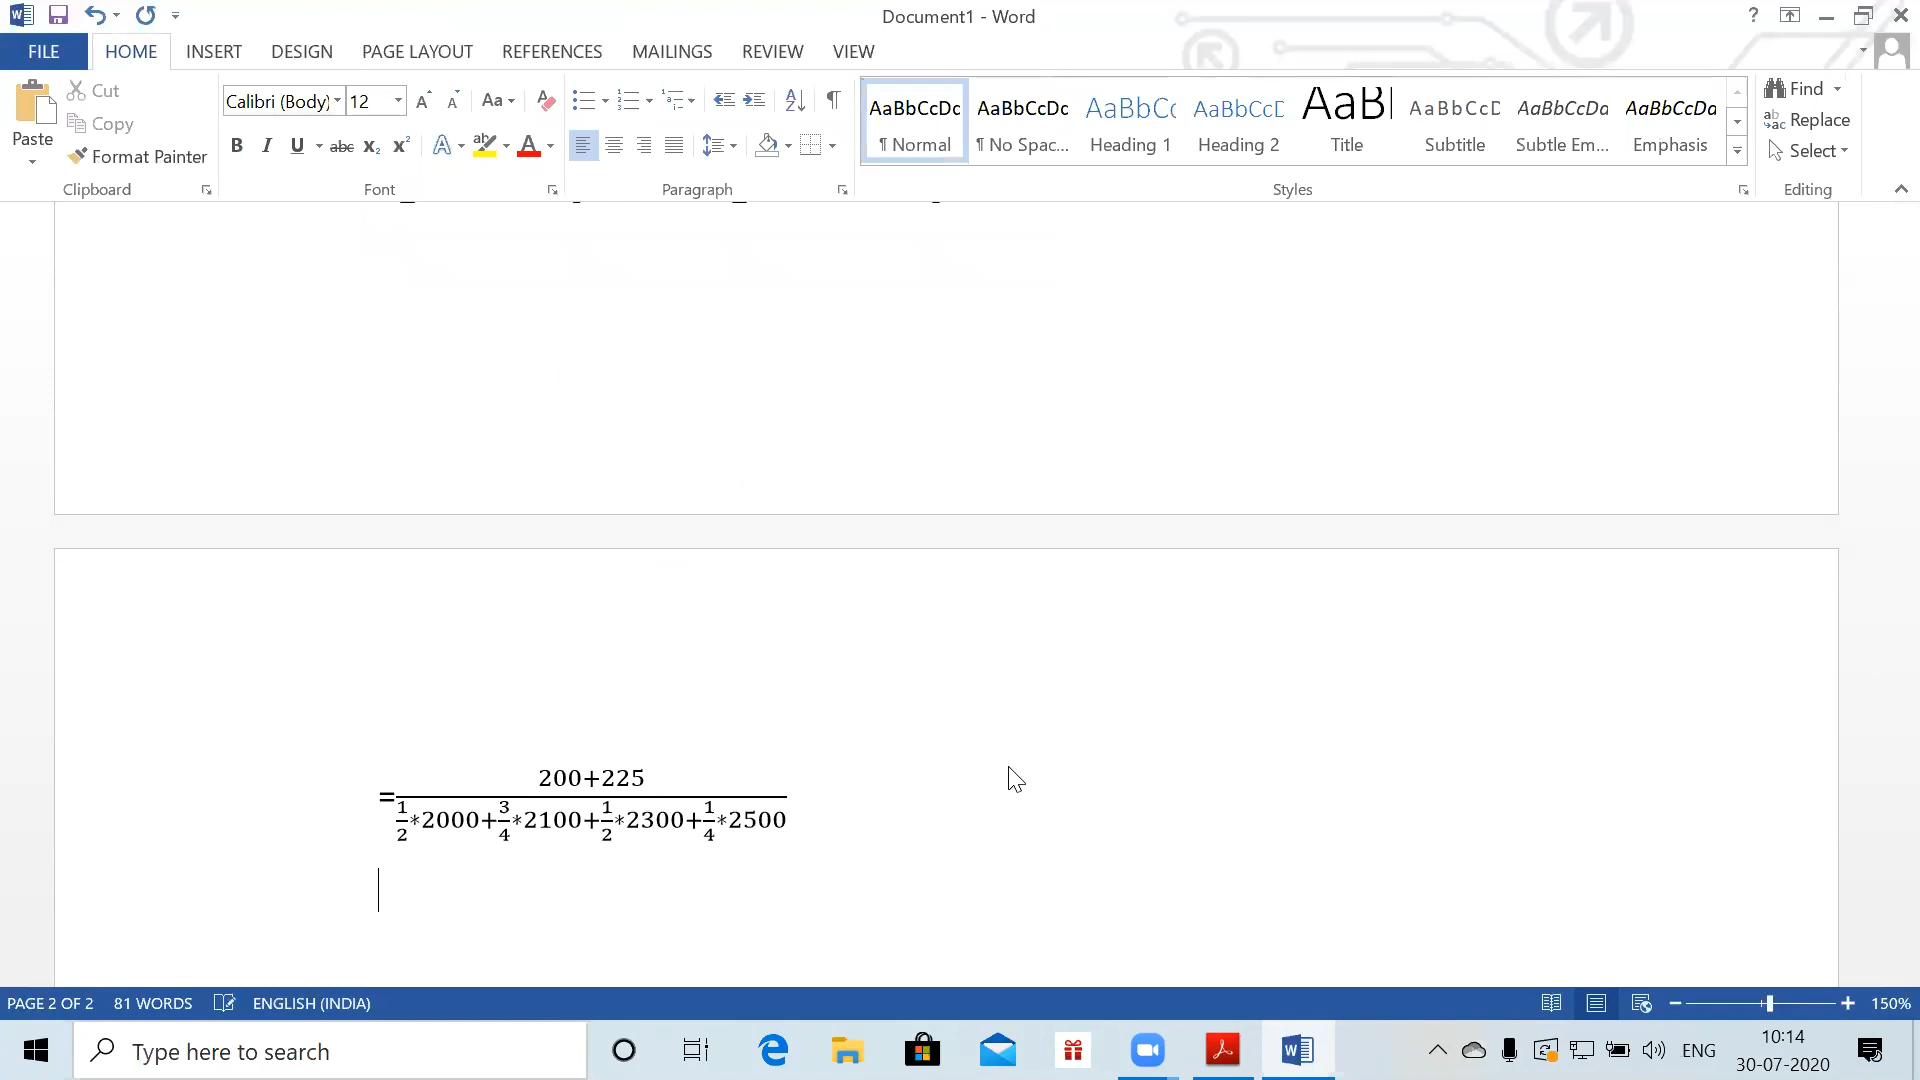 Document1 - Word
FILE HOME INSERT DESIGN PAGE LAYOUT REFERENCES MAILINGS REVIEW VIEW
Paste
Cut
Copy
Format Painter
Clipboard
Calibri (Body) 12
Font
Paragraph
AaBbCcDc AaBbCcDc AaBbCc AaBbCcD AaBl AaBbCcD AaBbCcDa AaBbCcDa
¶ Normal ¶ No Spac... Heading 1 Heading 2 Title Subtitle Subtle Em... Emphasis
Styles
Find
Replace
Select
Editing
200+225
=
1/2*2000+3/4*2100+1/2*2300+1/4*2500
PAGE 2 OF 2 81 WORDS ENGLISH (INDIA) 150%
Type here to search
ENG
10:14
30-07-2020